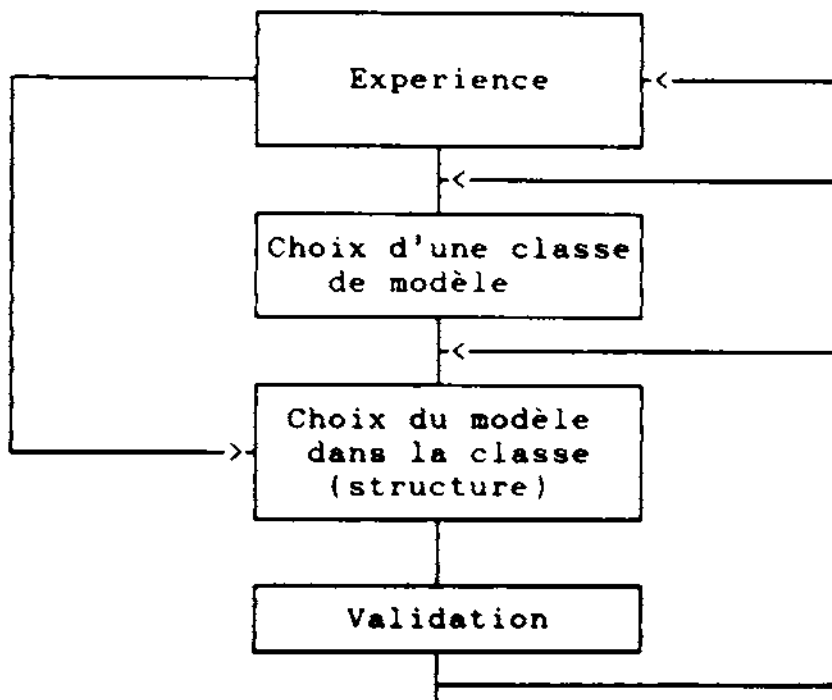 Experience
Choix d'une classe
de modèle
Choix du modèle
dans la classe
(structure)
Validation